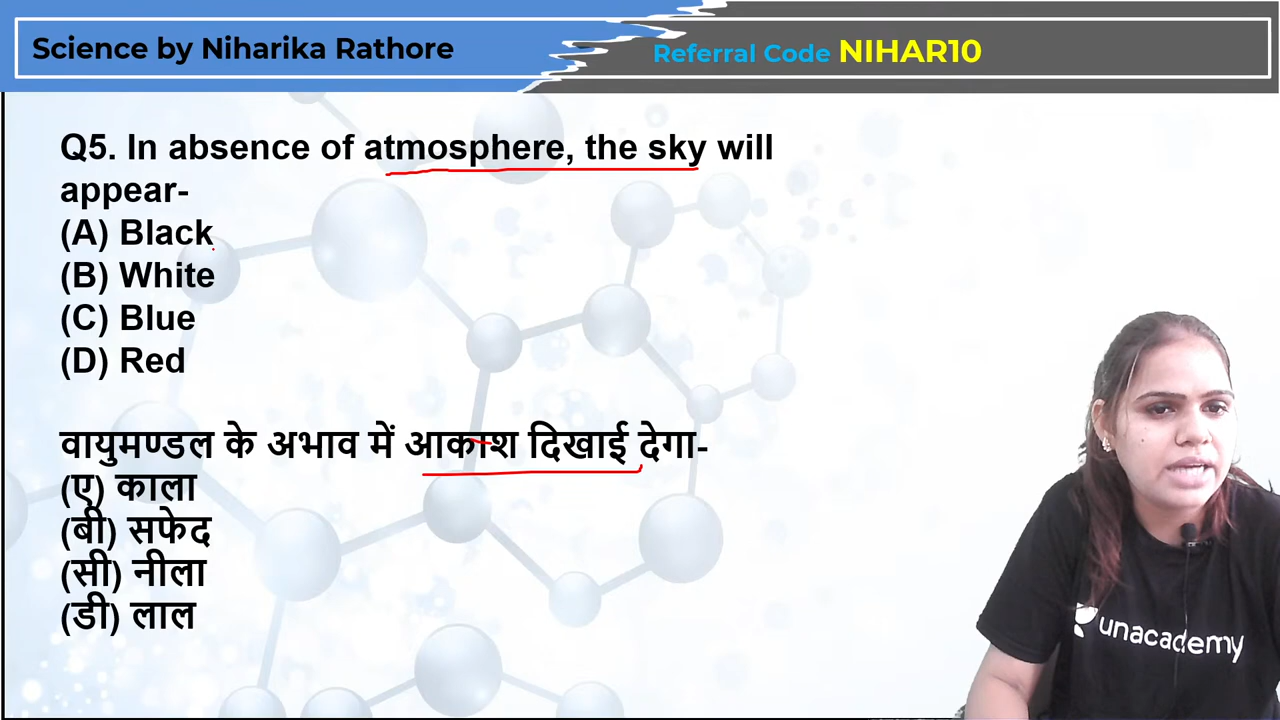 Science by Niharika Rathore
Referral Code NIHAR10
Q5. In absence of atmosphere, the sky will
appear-
(A) Black
(B) White
(C) Blue
(D) Red
वायुमण्डल के अभाव में आकाश दिखाई देगा-
(ए) काला
(बी) सफेद
(सी) नीला
(डी) लाल
unacademy